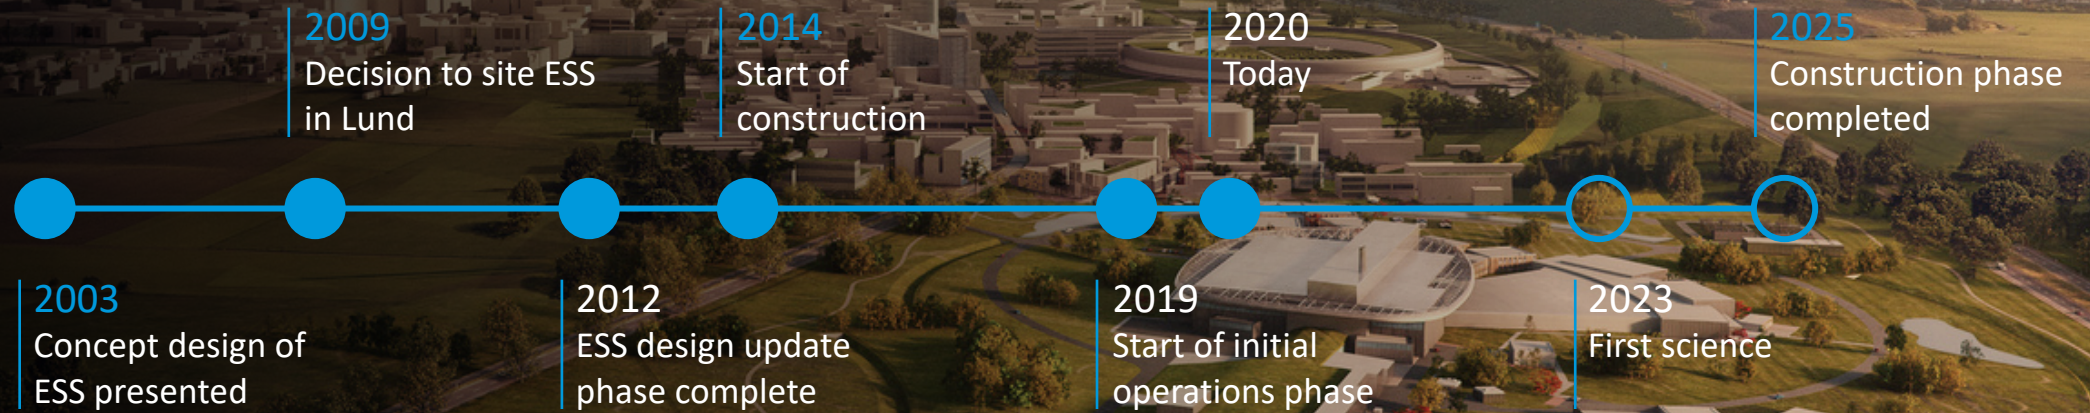 2009
Decision to site ESS
in Lund
2014
Start of
construction
2020
Today
2025
Construction phase
completed
2003
Concept design of
ESS presented
2012
ESS design update
phase complete
2019
Start of initial
operations phase
2023
First science